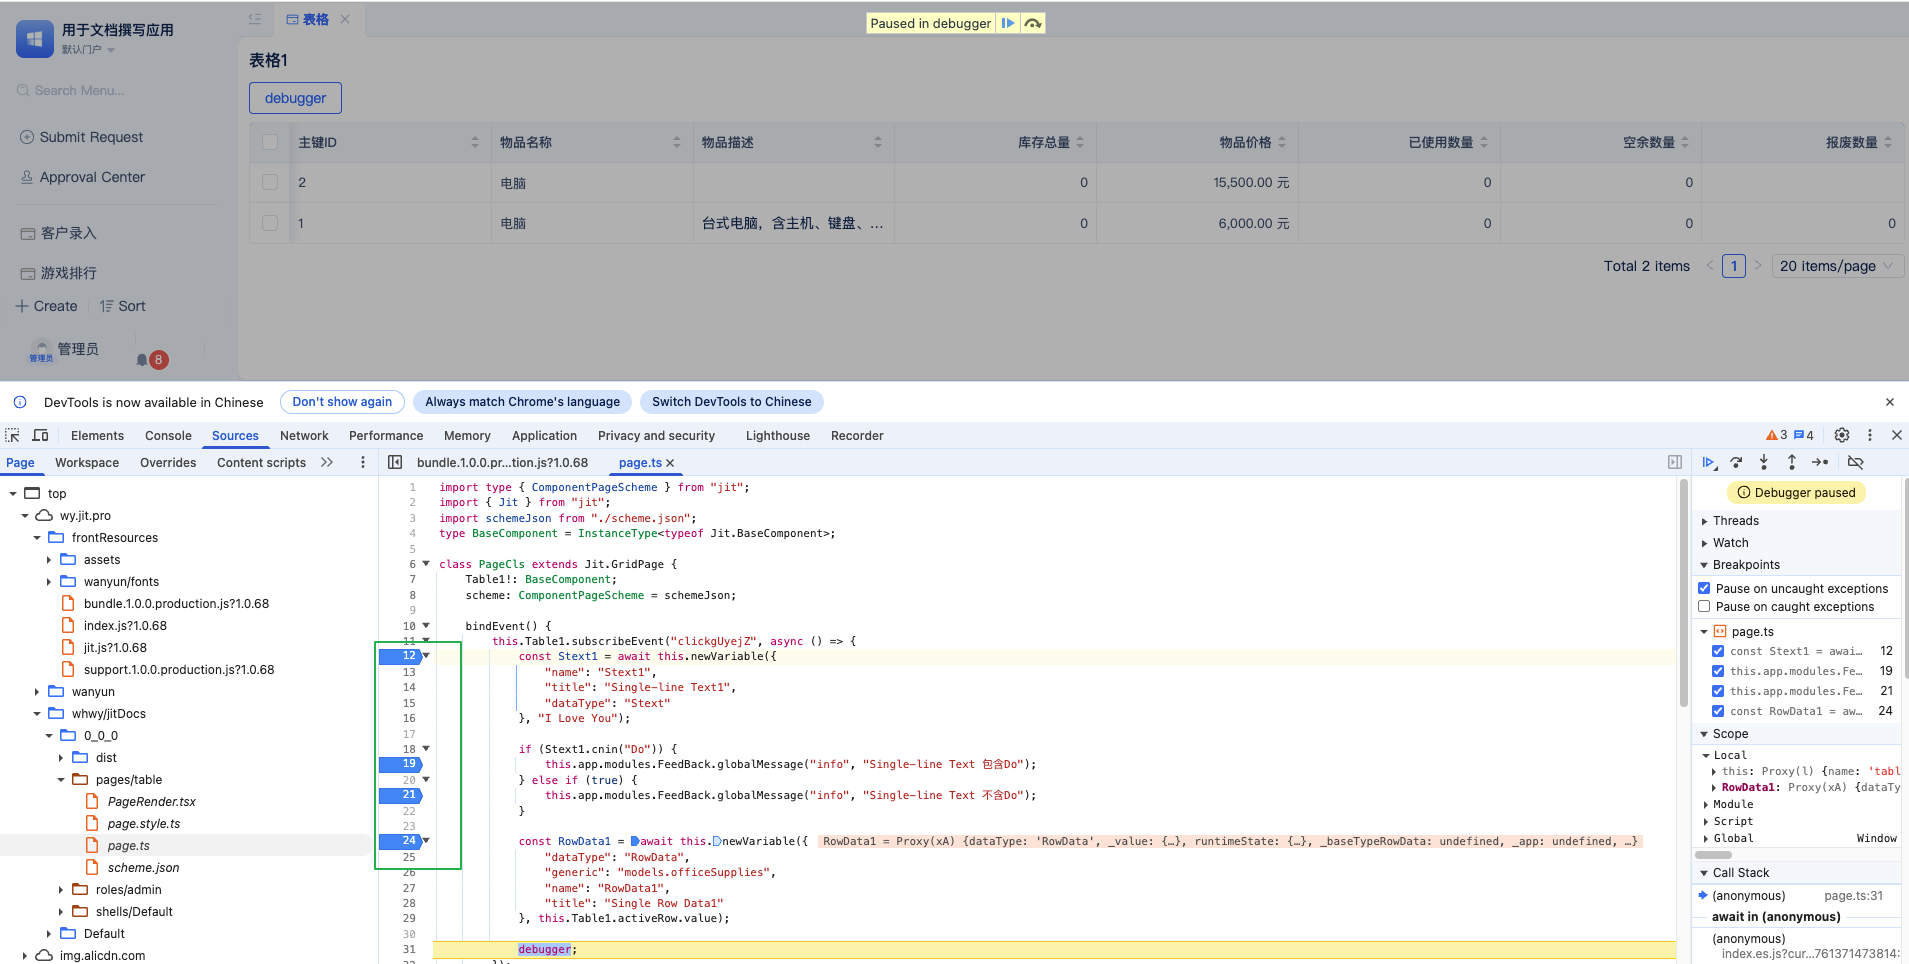 用于文档撰写应用
默认门户
表格
Paused in debugger
表格1
Search Menu...
debugger
Submit Request
Approval Center
客户录入
游戏排行
Create
Sort
管理员
管理员
8
主键ID 物品名称 物品描述 库存总量 物品价格 已使用数量 空余数量 报废数量
2 电脑 0 15,500.00 元 0 0
1 电脑 台式电脑，含主机、键盘、... 0 6,000.00 元 0 0 0
Total 2 items 1 20 items/page
DevTools is now available in Chinese Don't show again Always match Chrome's language Switch DevTools to Chinese
Elements Console Sources Network Performance Memory Application Privacy and security Lighthouse Recorder 3 4
Page Workspace Overrides Content scripts bundle.1.0.0.pr...tion.js?1.0.68 page.ts
top
wy.jit.pro
frontResources
assets
wanyun/fonts
bundle.1.0.0.production.js?1.0.68
index.js?1.0.68
jit.js?1.0.68
support.1.0.0.production.js?1.0.68
wanyun
whwy/jitDocs
0_0_0
dist
pages/table
PageRender.tsx
page.style.ts
page.ts
scheme.json
roles/admin
shells/Default
Default
img.alicdn.com
1 import type { ComponentPageScheme } from "jit";
2 import { Jit } from "jit";
3 import schemeJson from "./scheme.json";
4 type BaseComponent = InstanceType<typeof Jit.BaseComponent>;
5
6 class PageCls extends Jit.GridPage {
7 Table1!: BaseComponent;
8 scheme: ComponentPageScheme = schemeJson;
9
10 bindEvent() {
11 this.Table1.subscribeEvent("clickgUyejZ", async () => {
12 const Stext1 = await this.newVariable({
13 "name": "Stext1",
14 "title": "Single-line Text1",
15 "dataType": "Stext"
16 }, "I Love You");
17
18 if (Stext1.cnin("Do")) {
19 this.app.modules.FeedBack.globalMessage("info", "Single-line Text 包含Do");
20 } else if (true) {
21 this.app.modules.FeedBack.globalMessage("info", "Single-line Text 不含Do");
22 }
23
24 const RowData1 = await this.newVariable({ RowData1 = Proxy(xA) {dataType: 'RowData', _value: {…}, runtimeState: {…}, _baseTypeRowData: undefined, _app: undefined, …}
25 "dataType": "RowData",
26 "generic": "models.officeSupplies",
27 "name": "RowData1",
28 "title": "Single Row Data1"
29 }, this.Table1.activeRow.value);
30
31 debugger;
Debugger paused
Threads
Watch
Breakpoints
Pause on uncaught exceptions
Pause on caught exceptions
page.ts
const Stext1 = awai… 12
this.app.modules.Fe… 19
this.app.modules.Fe… 21
const RowData1 = aw… 24
Scope
Local
this: Proxy(l) {name: 'tabl
RowData1: Proxy(xA) {dataTy
Module
Script
Global Window
Call Stack
(anonymous) page.ts:31
await in (anonymous)
(anonymous)
index.es.js?cur…761371473814: